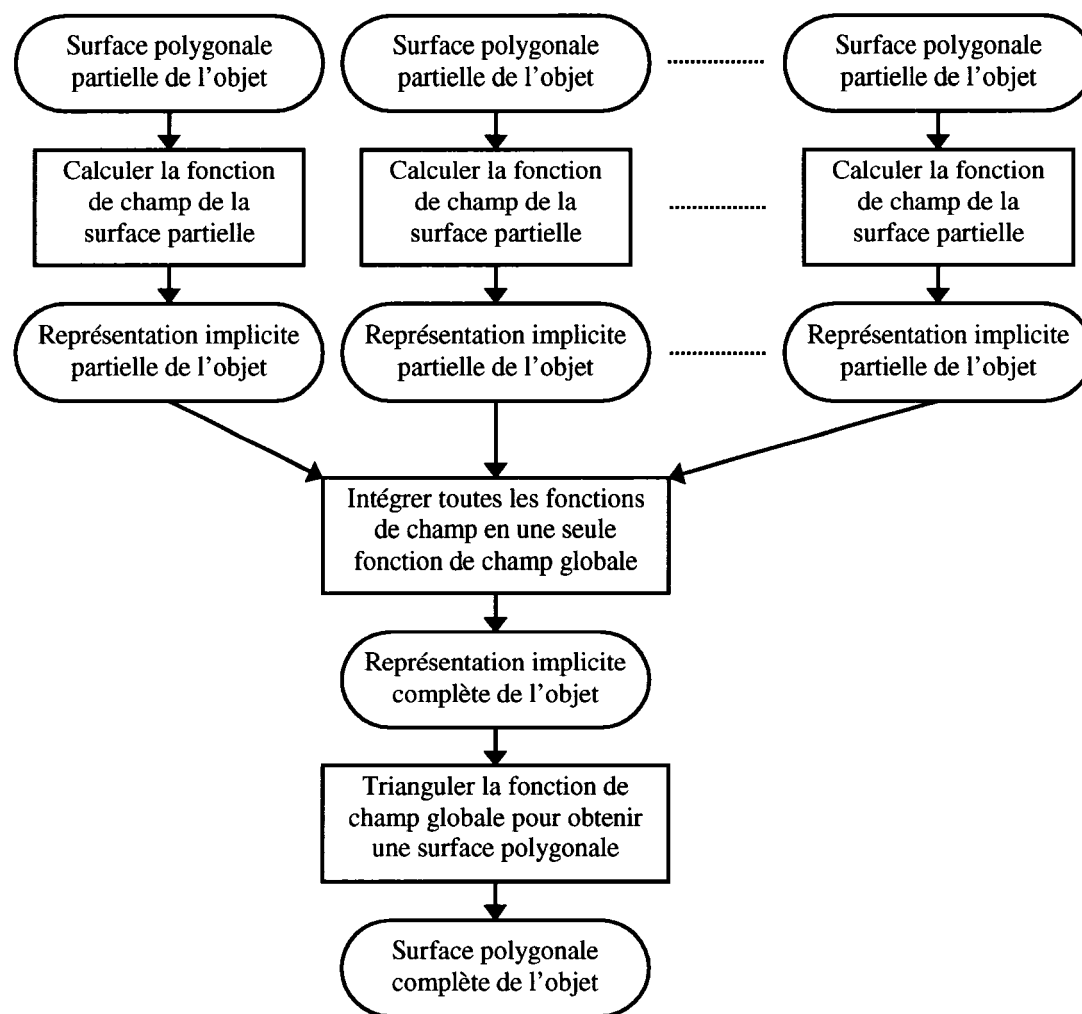 Surface polygonale
partielle de l'objet
Surface polygonale
partielle de l'objet
Surface polygonale
partielle de l'objet
Calculer la fonction
de champ de la
surface partielle
Calculer la fonction
de champ de la
surface partielle
Calculer la fonction
de champ de la
surface partielle
Représentation implicite
partielle de l'objet
Représentation implicite
partielle de l'objet
Représentation implicite
partielle de l'objet
Intégrer toutes les fonctions
de champ en une seule
fonction de champ globale
Représentation implicite
complète de l'objet
Trianguler la fonction de
champ globale pour obtenir
une surface polygonale
Surface polygonale
complète de l'objet